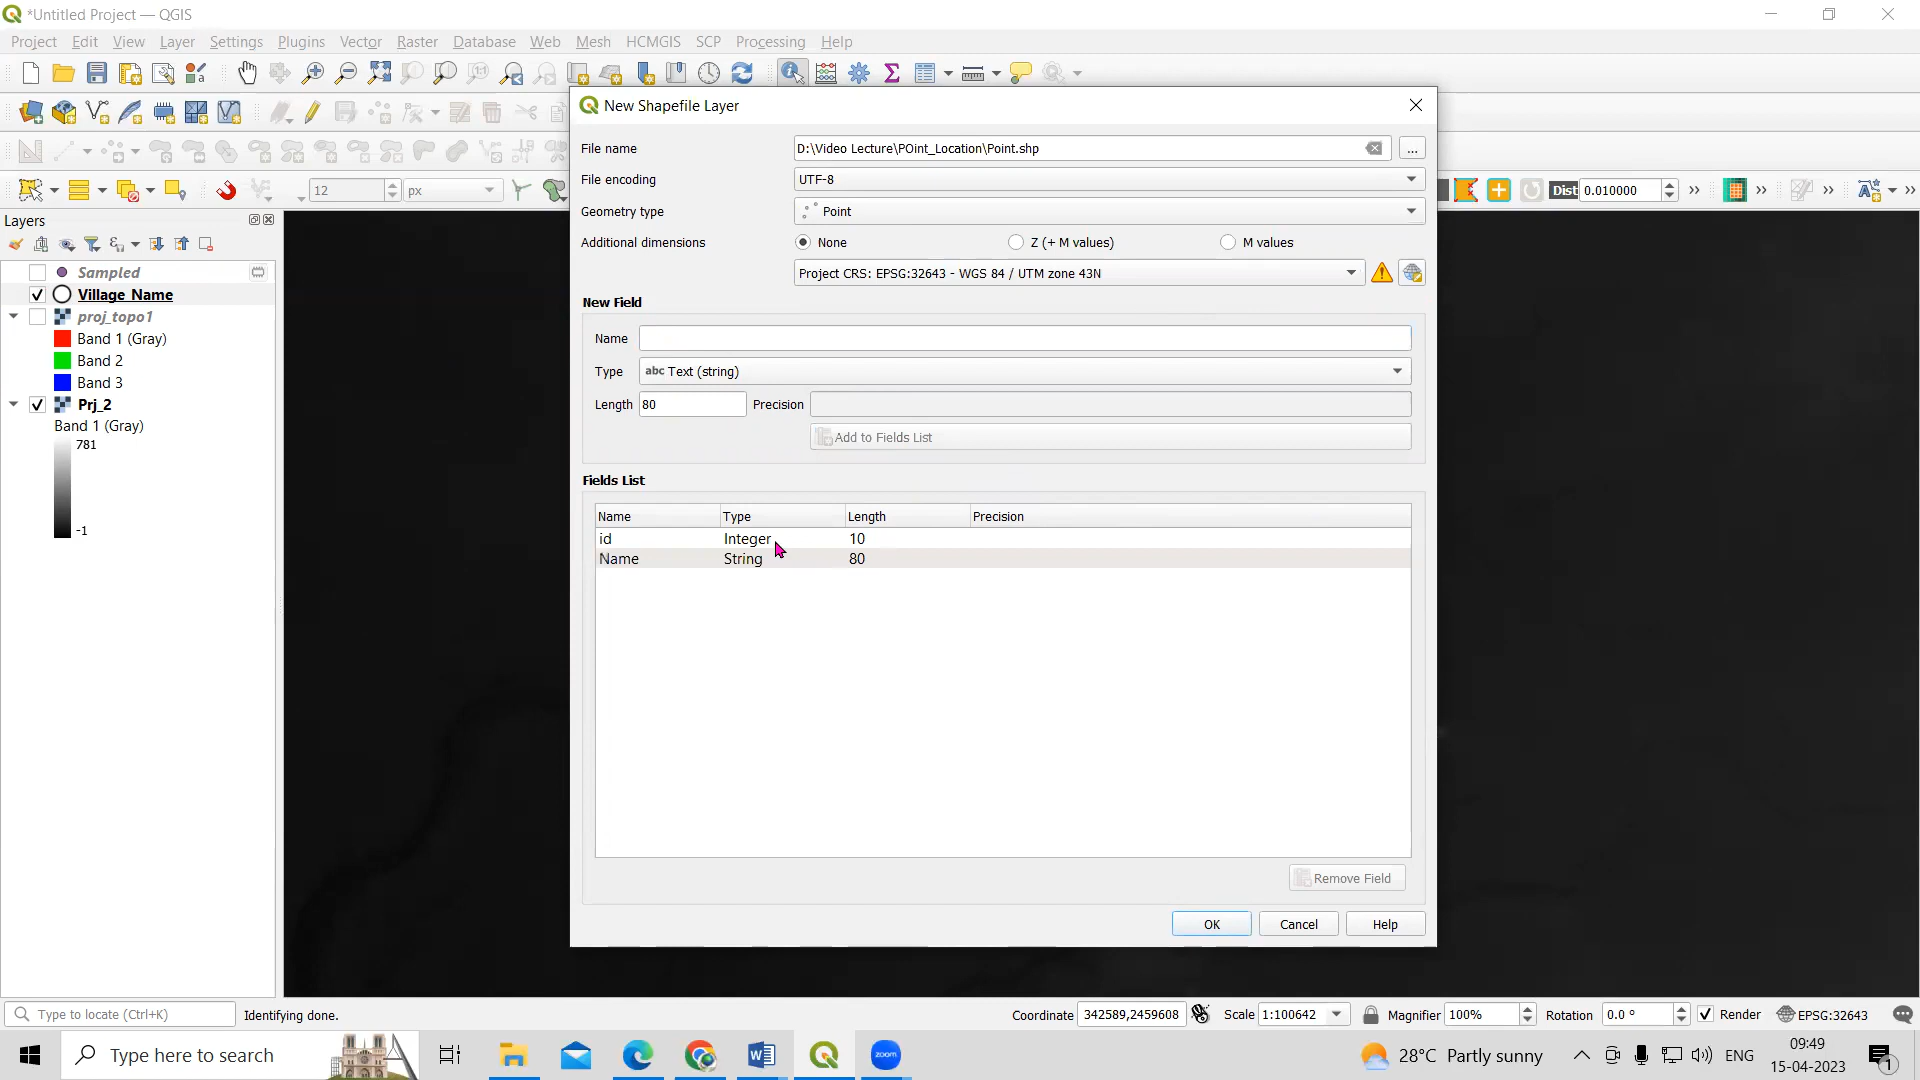 *Untitled Project — QGIS
Project Edit View Layer Settings Plugins Vector Raster Database Web Mesh HCMGIS SCP Processing Help
New Shapefile Layer
File name D:\Video Lecture\POint_Location\Point.shp ...
File encoding UTF-8
12 px
Dist 0.010000
Geometry type Point
Layers
Additional dimensions None Z (+ M values) M values
Sampled
Project CRS: EPSG:32643 - WGS 84 / UTM zone 43N
Village_Name
New Field
proj_topo1
Name
Band 1 (Gray)
Band 2
Type abc Text (string)
Band 3
Prj_2
Length 80 Precision
Band 1 (Gray)
781
Add to Fields List
Fields List
Name Type Length Precision
-1
id Integer 10
Name String 80
Remove Field
OK Cancel Help
Type to locate (Ctrl+K) Identifying done. Coordinate 342589,2459608 Scale 1:100642 Magnifier 100% Rotation 0.0 ° Render EPSG:32643
Type here to search
zoom
28°C Partly sunny
ENG
09:49
15-04-2023
1